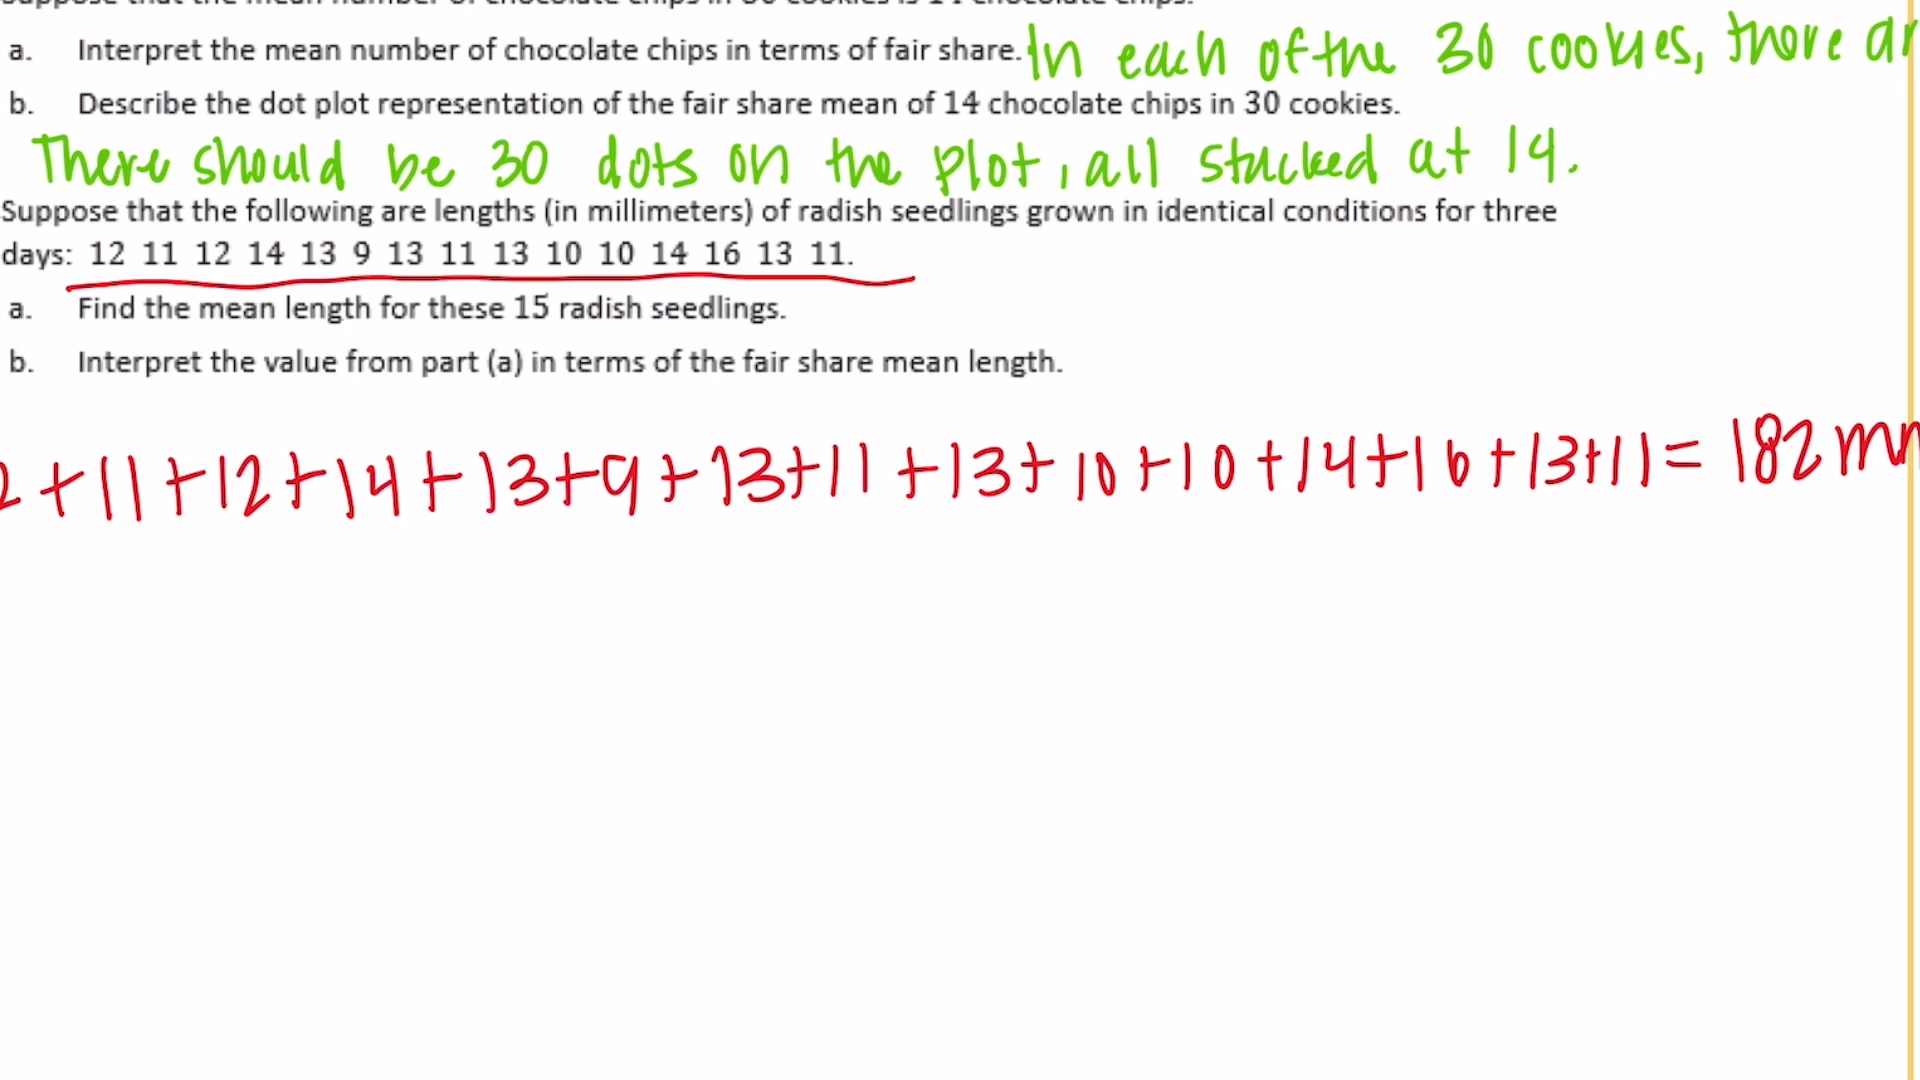 a. Interpret the mean number of chocolate chips in terms of fair share. In each of the 30 cookies, there ar
b. Describe the dot plot representation of the fair share mean of 14 chocolate chips in 30 cookies.
There should be 30 dots on the plot, all stacked at 14.
Suppose that the following are lengths (in millimeters) of radish seedlings grown in identical conditions for three
days: 12 11 12 14 13 9 13 11 13 10 10 14 16 13 11.
a. Find the mean length for these 15 radish seedlings.
b. Interpret the value from part (a) in terms of the fair share mean length.
2+11+12+14+13+9+13+11+13+10+10+14+16+13+11= 182 mm